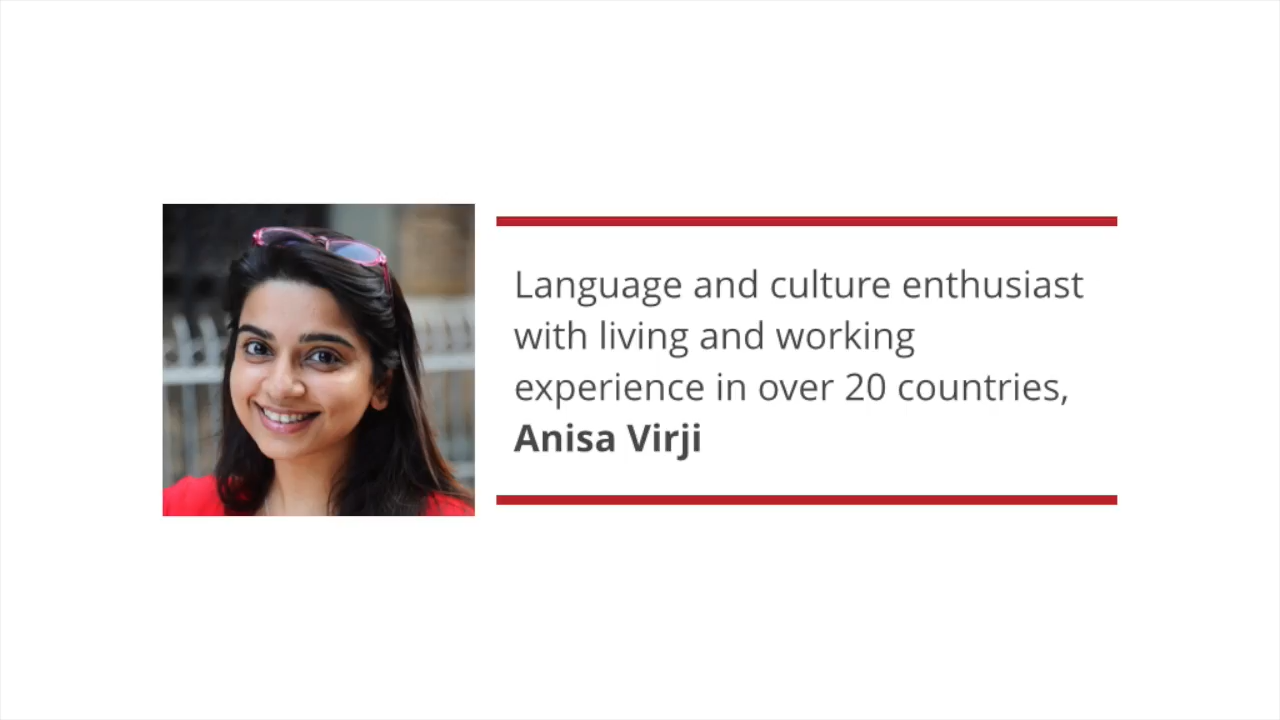 Language and culture enthusiast
with living and working
experience in over 20 countries,
Anisa Virji